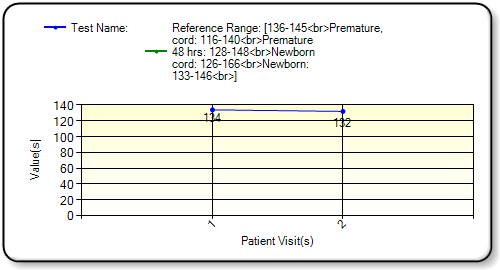 Test Name:
Reference Range: [136-145<br>Premature,
cord: 116-140<br>Premature
48 hrs: 128-148<br>Newborn
cord: 126-166<br>Newborn:
133-146<br>]
140
120
100
80
60
40
20
0
Value(s)
134
132
1
2
Patient Visit(s)